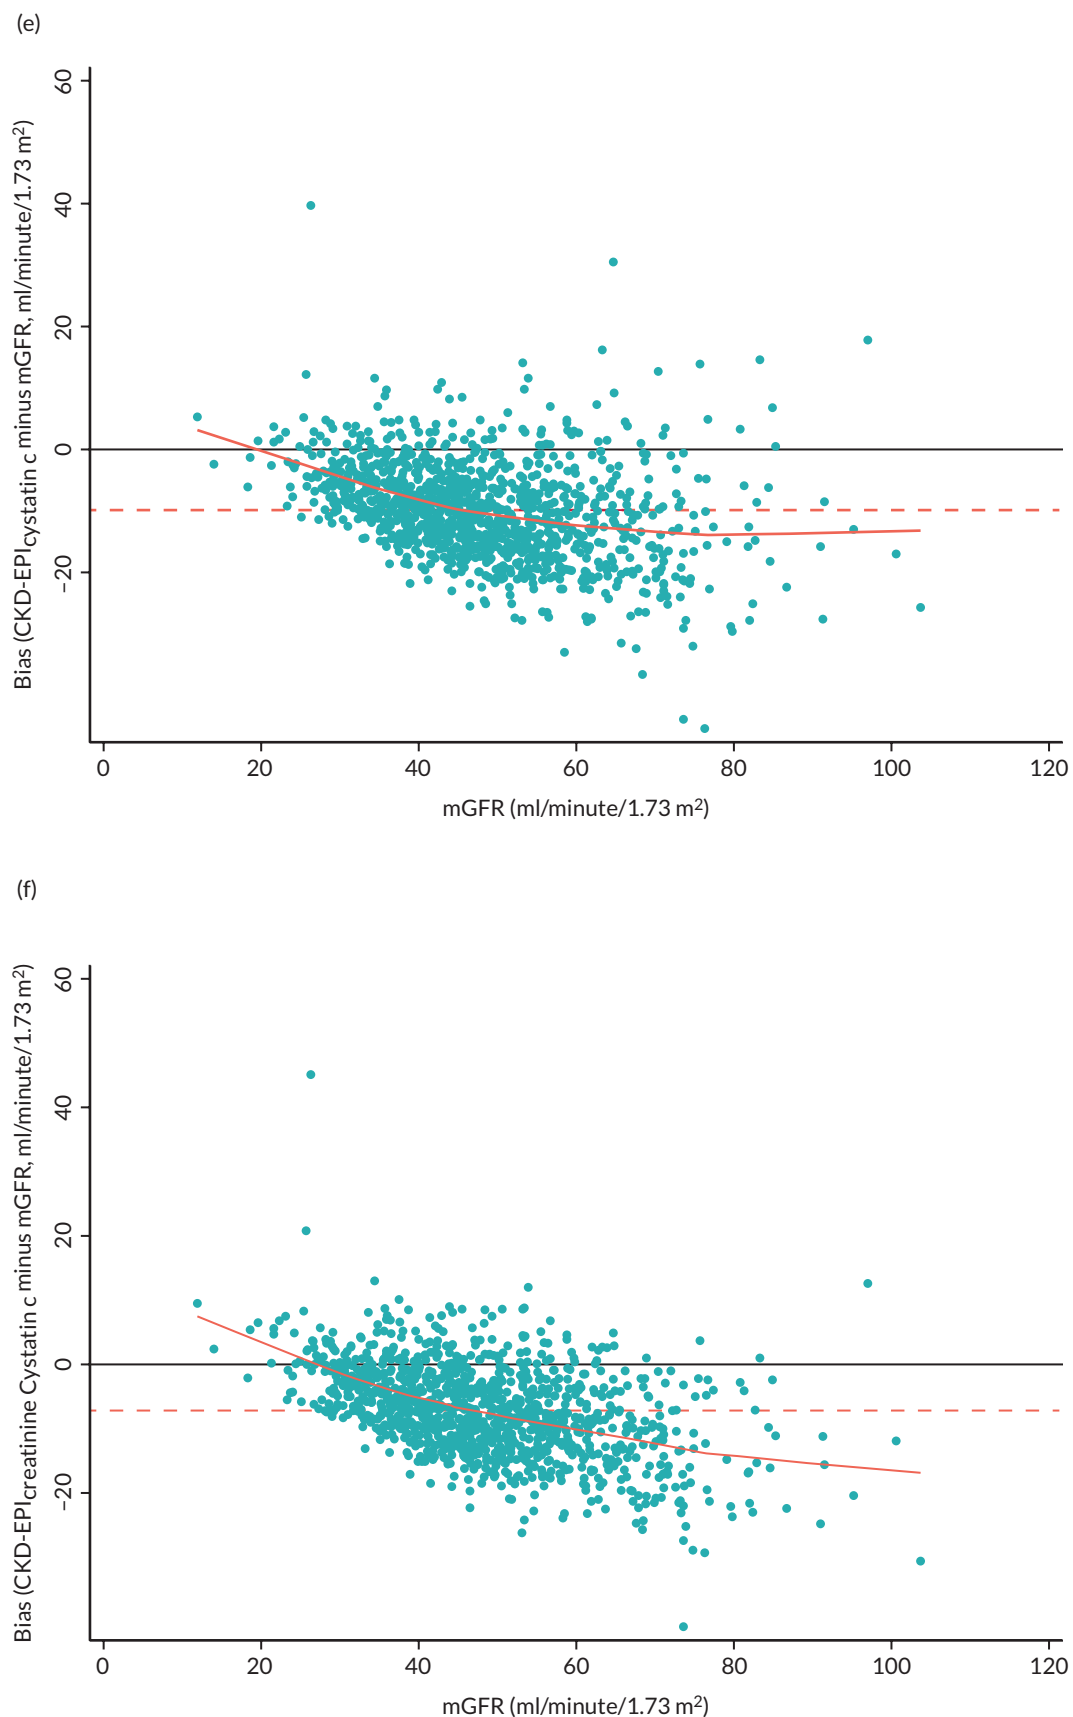 (e)
Bias (CKD-EPIcystatin c minus mGFR, ml/minute/1.73 m²)
60
40
20
0
–20
0 20 40 60 80 100 120
mGFR (ml/minute/1.73 m²)
(f)
Bias (CKD-EPIcreatinine Cystatin c minus mGFR, ml/minute/1.73 m²)
60
40
20
0
–20
0 20 40 60 80 100 120
mGFR (ml/minute/1.73 m²)